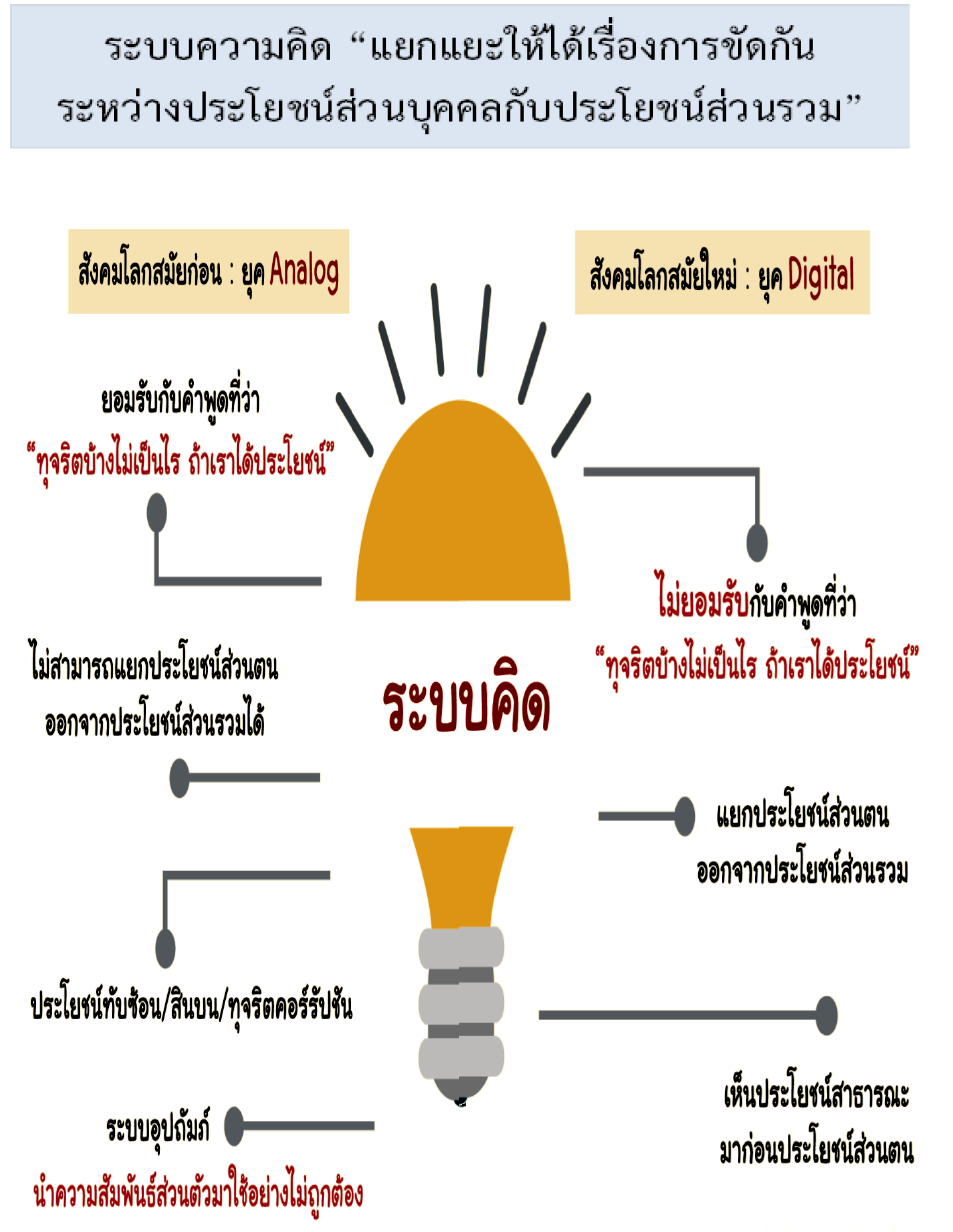 ระบบความคิด “แยกแยะให้ได้เรื่องการขัดกัน
ระหว่างประโยชน์ส่วนบุคคลกับประโยชน์ส่วนรวม”
สังคมโลกสมัยก่อน : ยุค Analog
สังคมโลกสมัยใหม่ : ยุค Digital
ยอมรับกับคำพูดที่ว่า
“ทุจริตบ้างไม่เป็นไร ถ้าเราได้ประโยชน์”
ไม่ยอมรับกับคำพูดที่ว่า
“ทุจริตบ้างไม่เป็นไร ถ้าเราได้ประโยชน์”
ไม่สามารถแยกประโยชน์ส่วนตน
ออกจากประโยชน์ส่วนรวมได้
ระบบคิด
แยกประโยชน์ส่วนตน
ออกจากประโยชน์ส่วนรวม
ประโยชน์ทับซ้อน/สินบน/ทุจริตคอร์รัปชัน
เห็นประโยชน์สาธารณะ
มาก่อนประโยชน์ส่วนตน
ระบบอุปถัมภ์
นำความสัมพันธ์ส่วนตัวมาใช้อย่างไม่ถูกต้อง